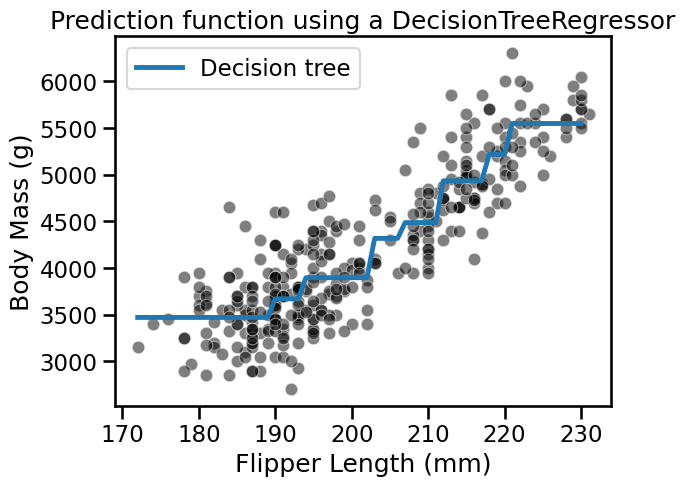 Prediction function using a DecisionTreeRegressor
Decision tree
6000
5500
5000
4500
4000
3500
3000
Body Mass (g)
170 180 190 200 210 220 230
Flipper Length (mm)